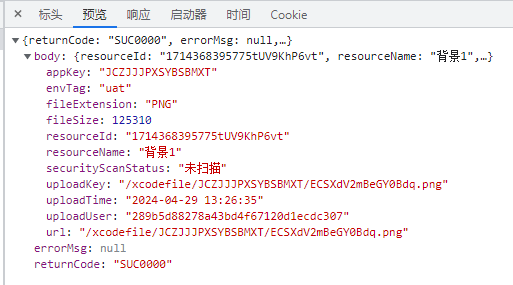 标头 预览 响应 启动器 时间 Cookie
{returnCode: "SUC0000", errorMsg: null,…}
body: {resourceId: "1714368395775tUV9KhP6vt", resourceName: "背景1",…}
appKey: "JCZJJJPXSYBSBMXT"
envTag: "uat"
fileExtension: "PNG"
fileSize: 125310
resourceId: "1714368395775tUV9KhP6vt"
resourceName: "背景1"
securityScanStatus: "未扫描"
uploadKey: "/xcodefile/JCZJJJPXSYBSBMXT/ECSXdV2mBeGY0Bdq.png"
uploadTime: "2024-04-29 13:26:35"
uploadUser: "289b5d88278a43bd4f67120d1ecdc307"
url: "/xcodefile/JCZJJJPXSYBSBMXT/ECSXdV2mBeGY0Bdq.png"
errorMsg: null
returnCode: "SUC0000"